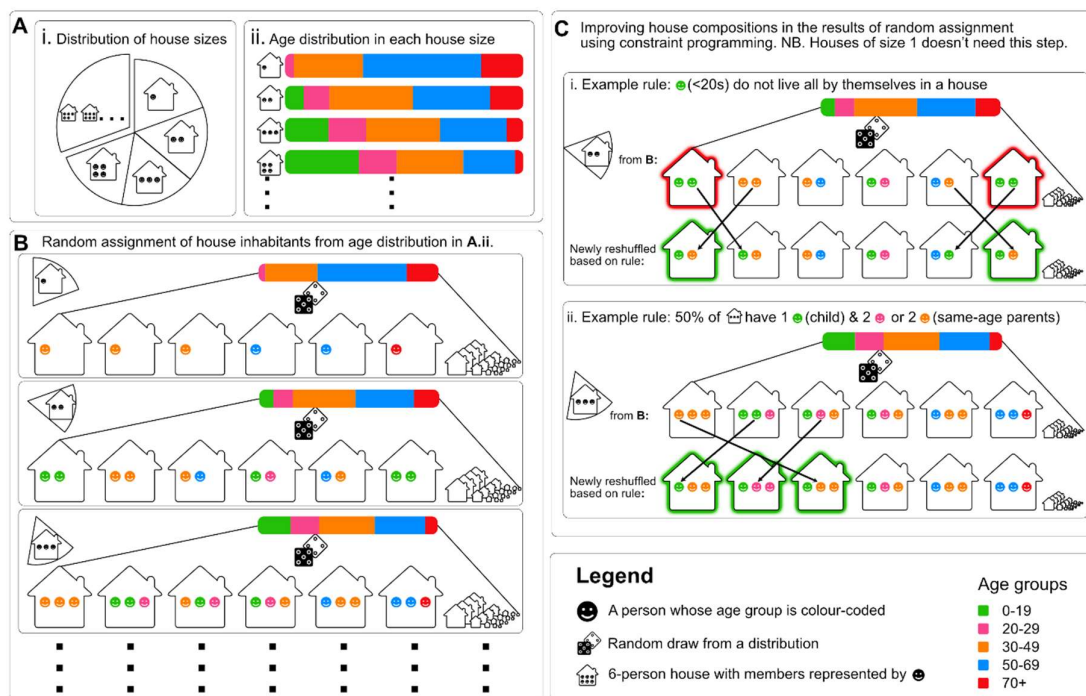 A
i. Distribution of house sizes
ii. Age distribution in each house size
B
Random assignment of house inhabitants from age distribution in A.ii.
C
Improving house compositions in the results of random assignment
using constraint programming. NB. Houses of size 1 doesn't need this step.
i. Example rule: (<20s) do not live all by themselves in a house
from B:
Newly reshuffled
based on rule:
ii. Example rule: 50% of have 1 (child) & 2 or 2 (same-age parents)
from B:
Newly reshuffled
based on rule:
Legend
A person whose age group is colour-coded
Random draw from a distribution
6-person house with members represented by
Age groups
0-19
20-29
30-49
50-69
70+